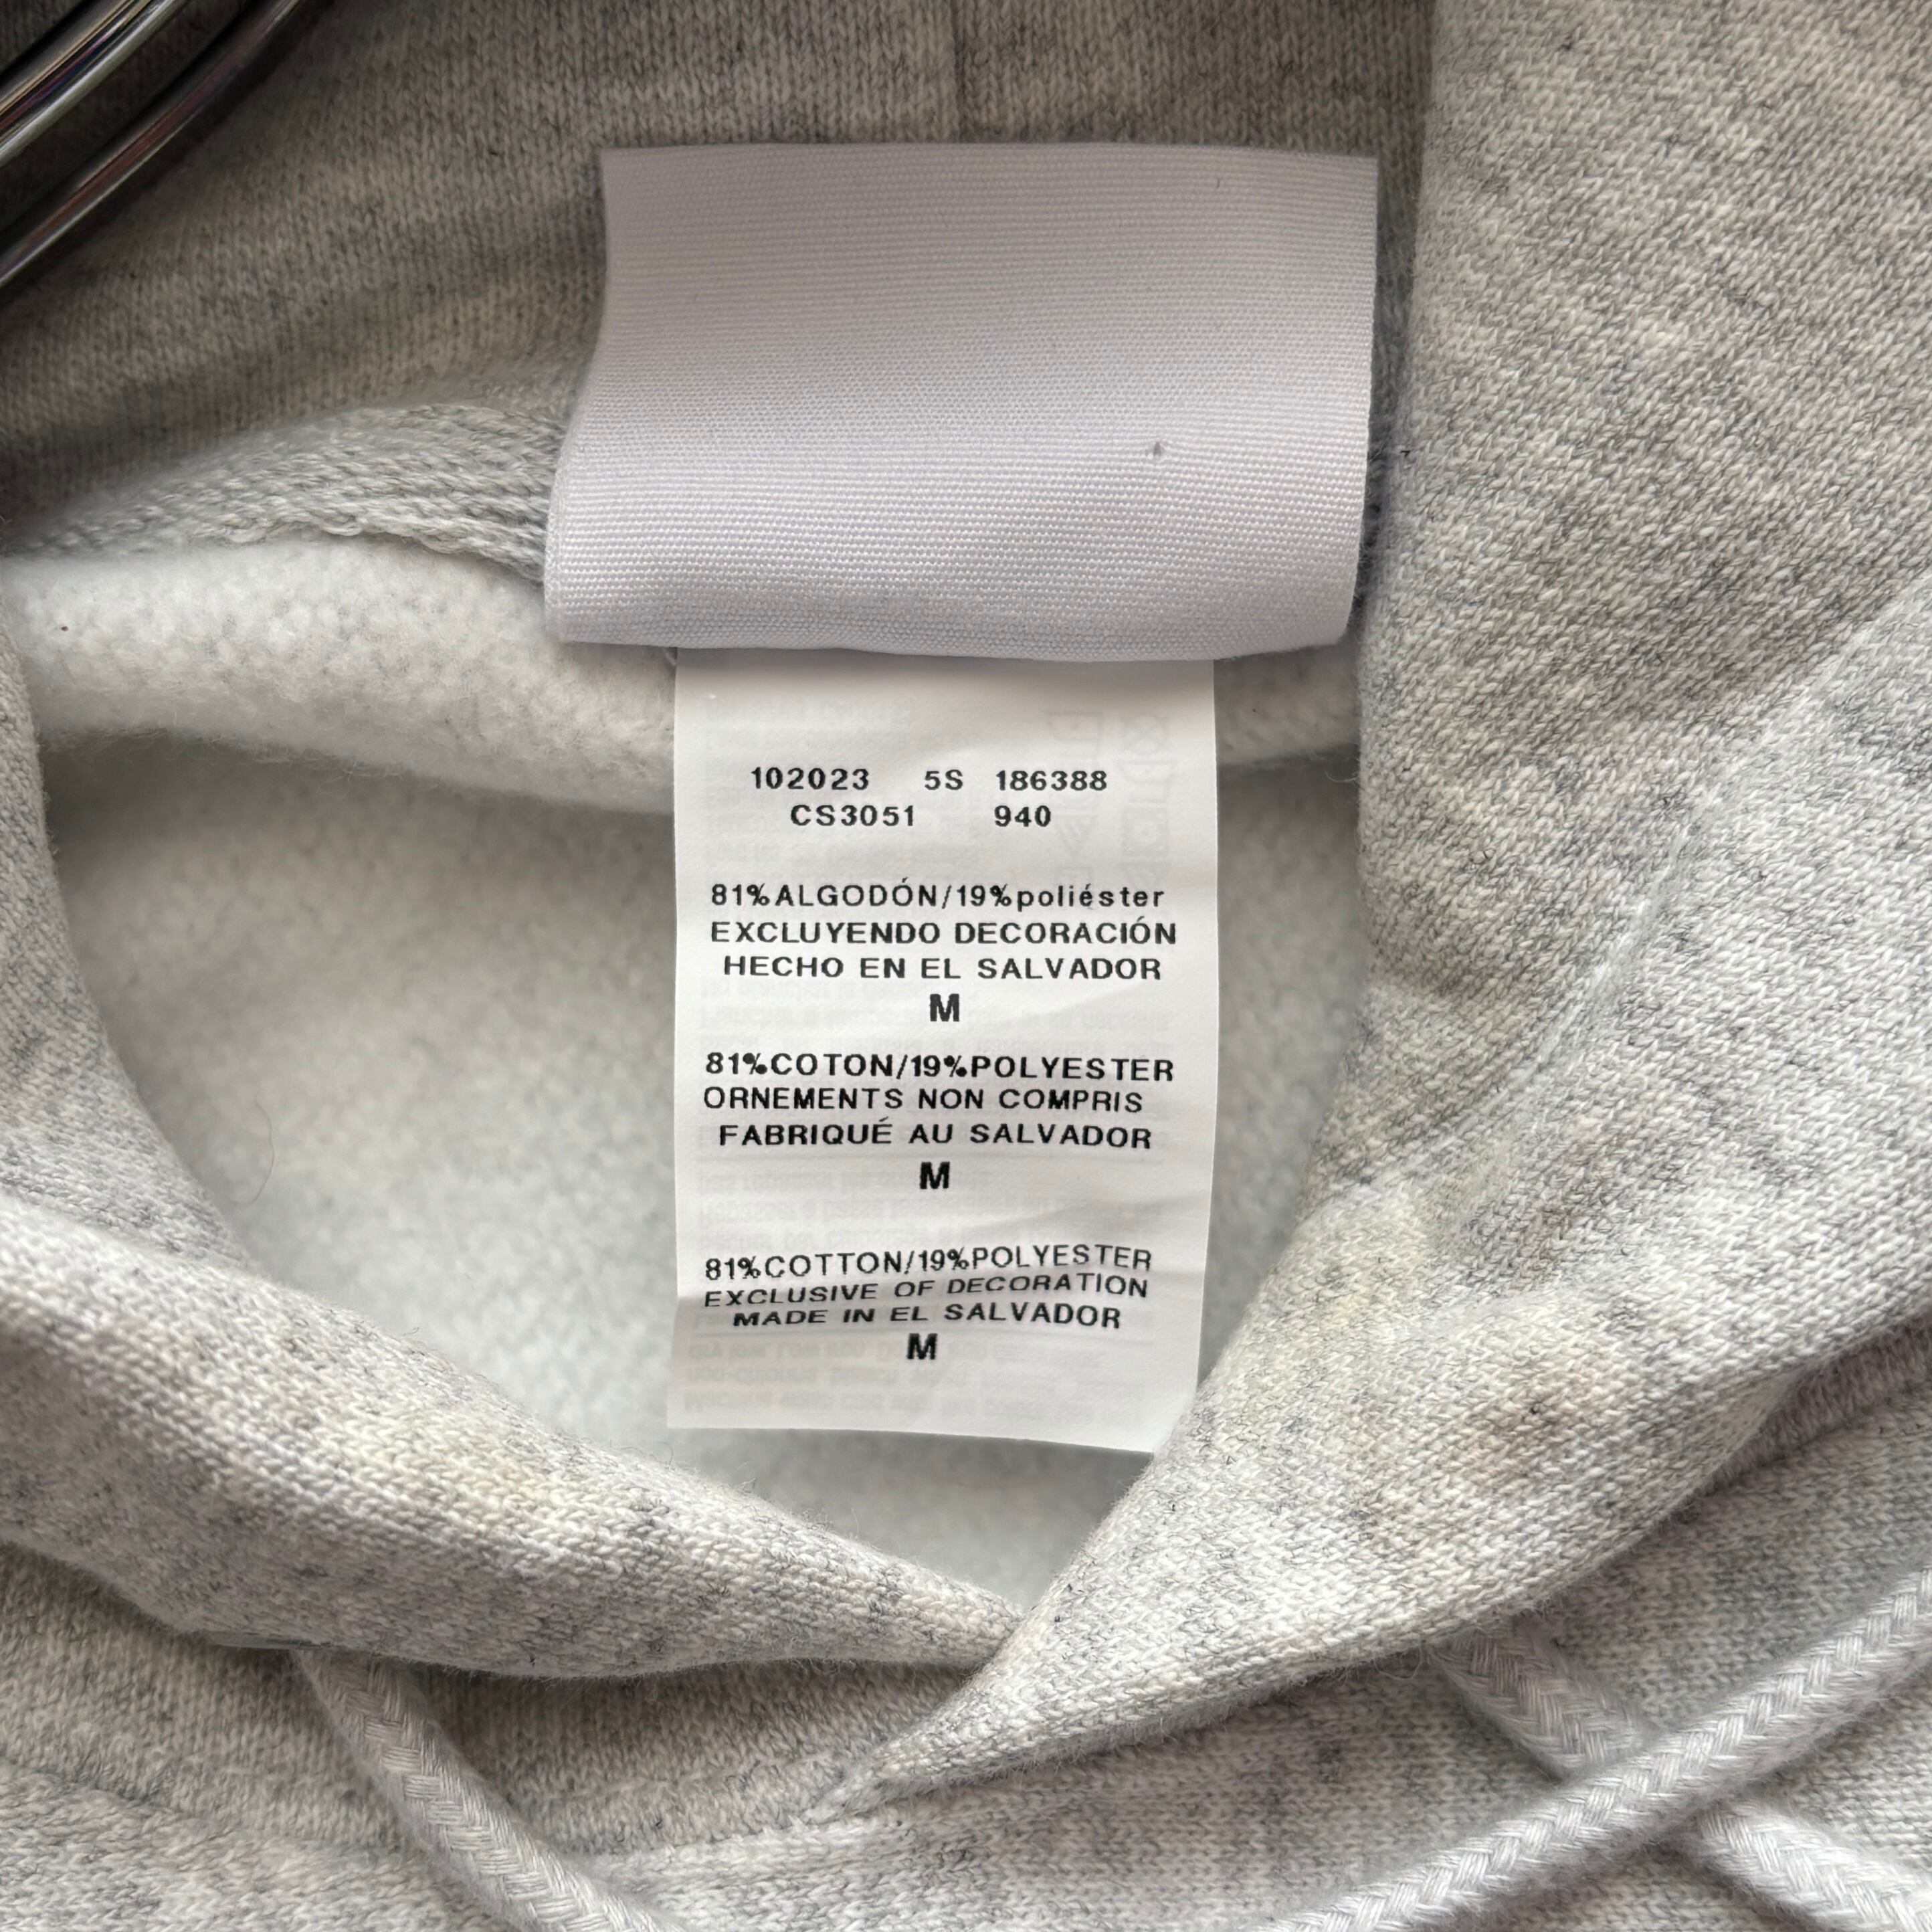 102023 5S 186388
CS3051 940
81%ALGODÓN/19%poliéster
EXCLUYENDO DECORACIÓN
HECHO EN EL SALVADOR
M
81%COTON/19%POLYESTER
ORNEMENTS NON COMPRIS
FABRIQUÉ AU SALVADOR
M
81%COTTON/19%POLYESTER
EXCLUSIVE OF DECORATION
MADE IN EL SALVADOR
M